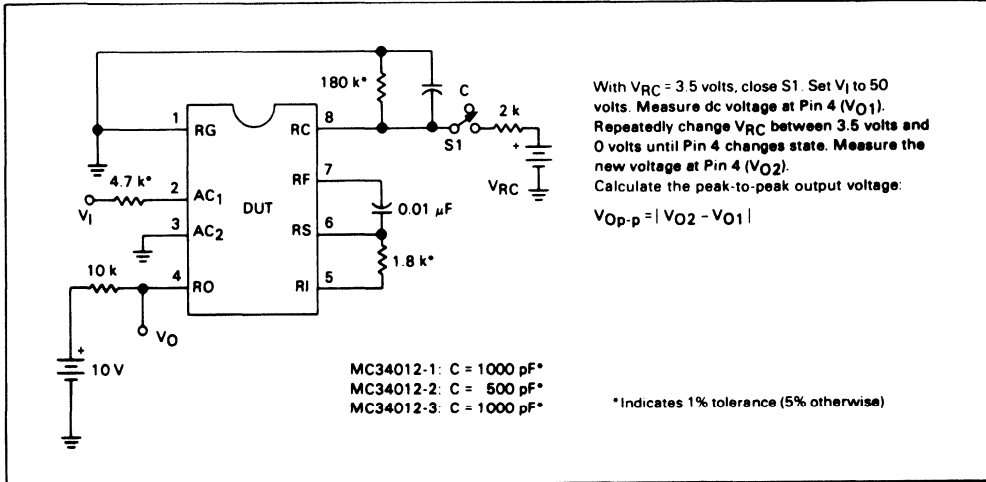 180 k*
C
2 k
S1
+
VRC
1
RG
RC
8
4.7 k*
2
AC1
RF
7
VI
DUT
0.01 μF
3
AC2
RS
6
1.8 k*
10 k
4
RO
RI
5
VO
+
10 V
With VRC = 3.5 volts, close S1. Set VI to 50
volts. Measure dc voltage at Pin 4 (VO1).
Repeatedly change VRC between 3.5 volts and
0 volts until Pin 4 changes state. Measure the
new voltage at Pin 4 (VO2).
Calculate the peak-to-peak output voltage:
VOp-p = | VO2 − VO1 |
MC34012-1: C = 1000 pF*
MC34012-2: C = 500 pF*
MC34012-3: C = 1000 pF*
*Indicates 1% tolerance (5% otherwise)